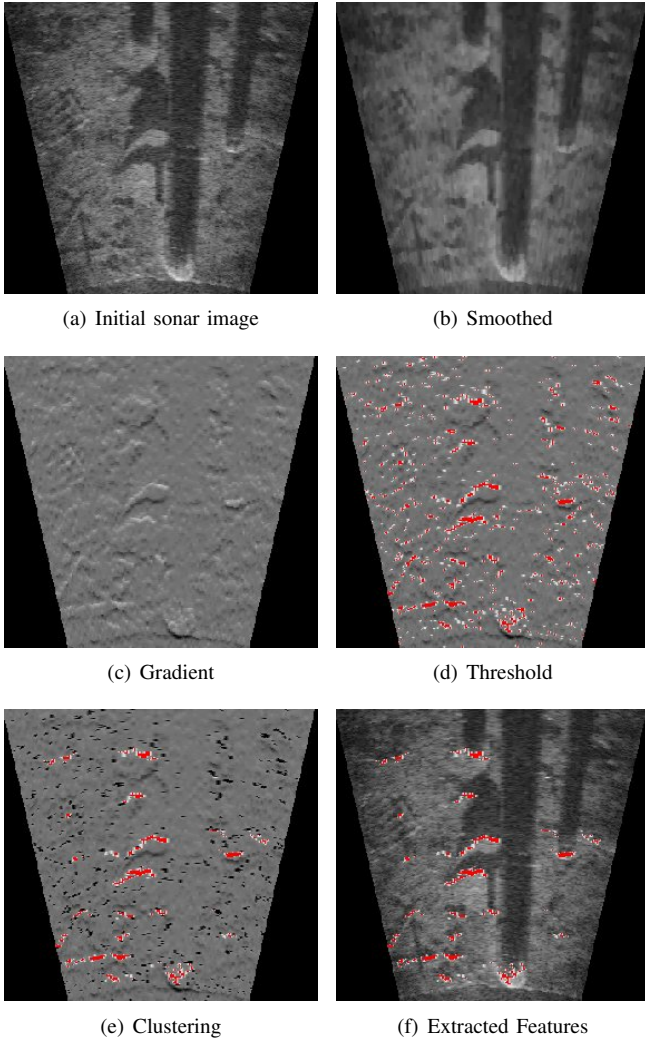 (a) Initial sonar image
(b) Smoothed
(c) Gradient
(d) Threshold
(e) Clustering
(f) Extracted Features